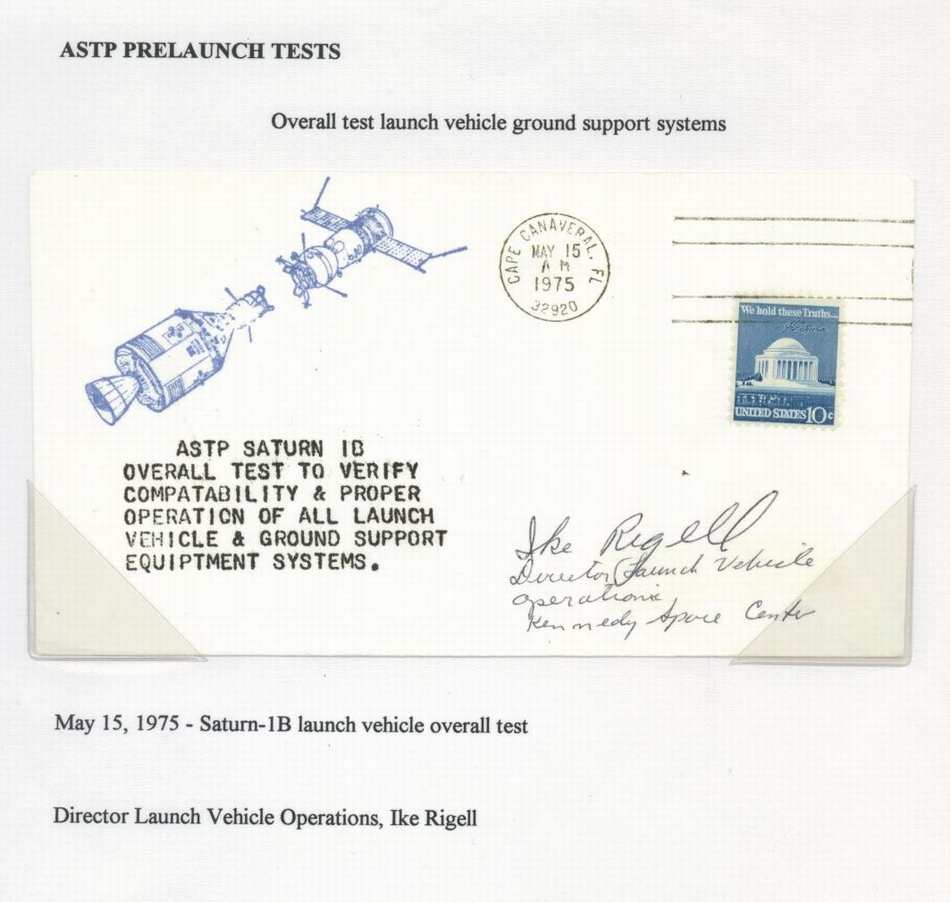 ASTP PRELAUNCH TESTS
Overall test launch vehicle ground support systems
CAPE CANAVERAL, FL
MAY 15
AM
1975
32920
We hold these Truths...
UNITED STATES 10c
ASTP SATURN IB
OVERALL TEST TO VERIFY
COMPATABILITY & PROPER
OPERATION OF ALL LAUNCH
VEHICLE & GROUND SUPPORT
EQUIPTMENT SYSTEMS.
Ike Rigell
Director Launch Vehicle
Operations
Kennedy Space Center
May 15, 1975 - Saturn-1B launch vehicle overall test
Director Launch Vehicle Operations, Ike Rigell